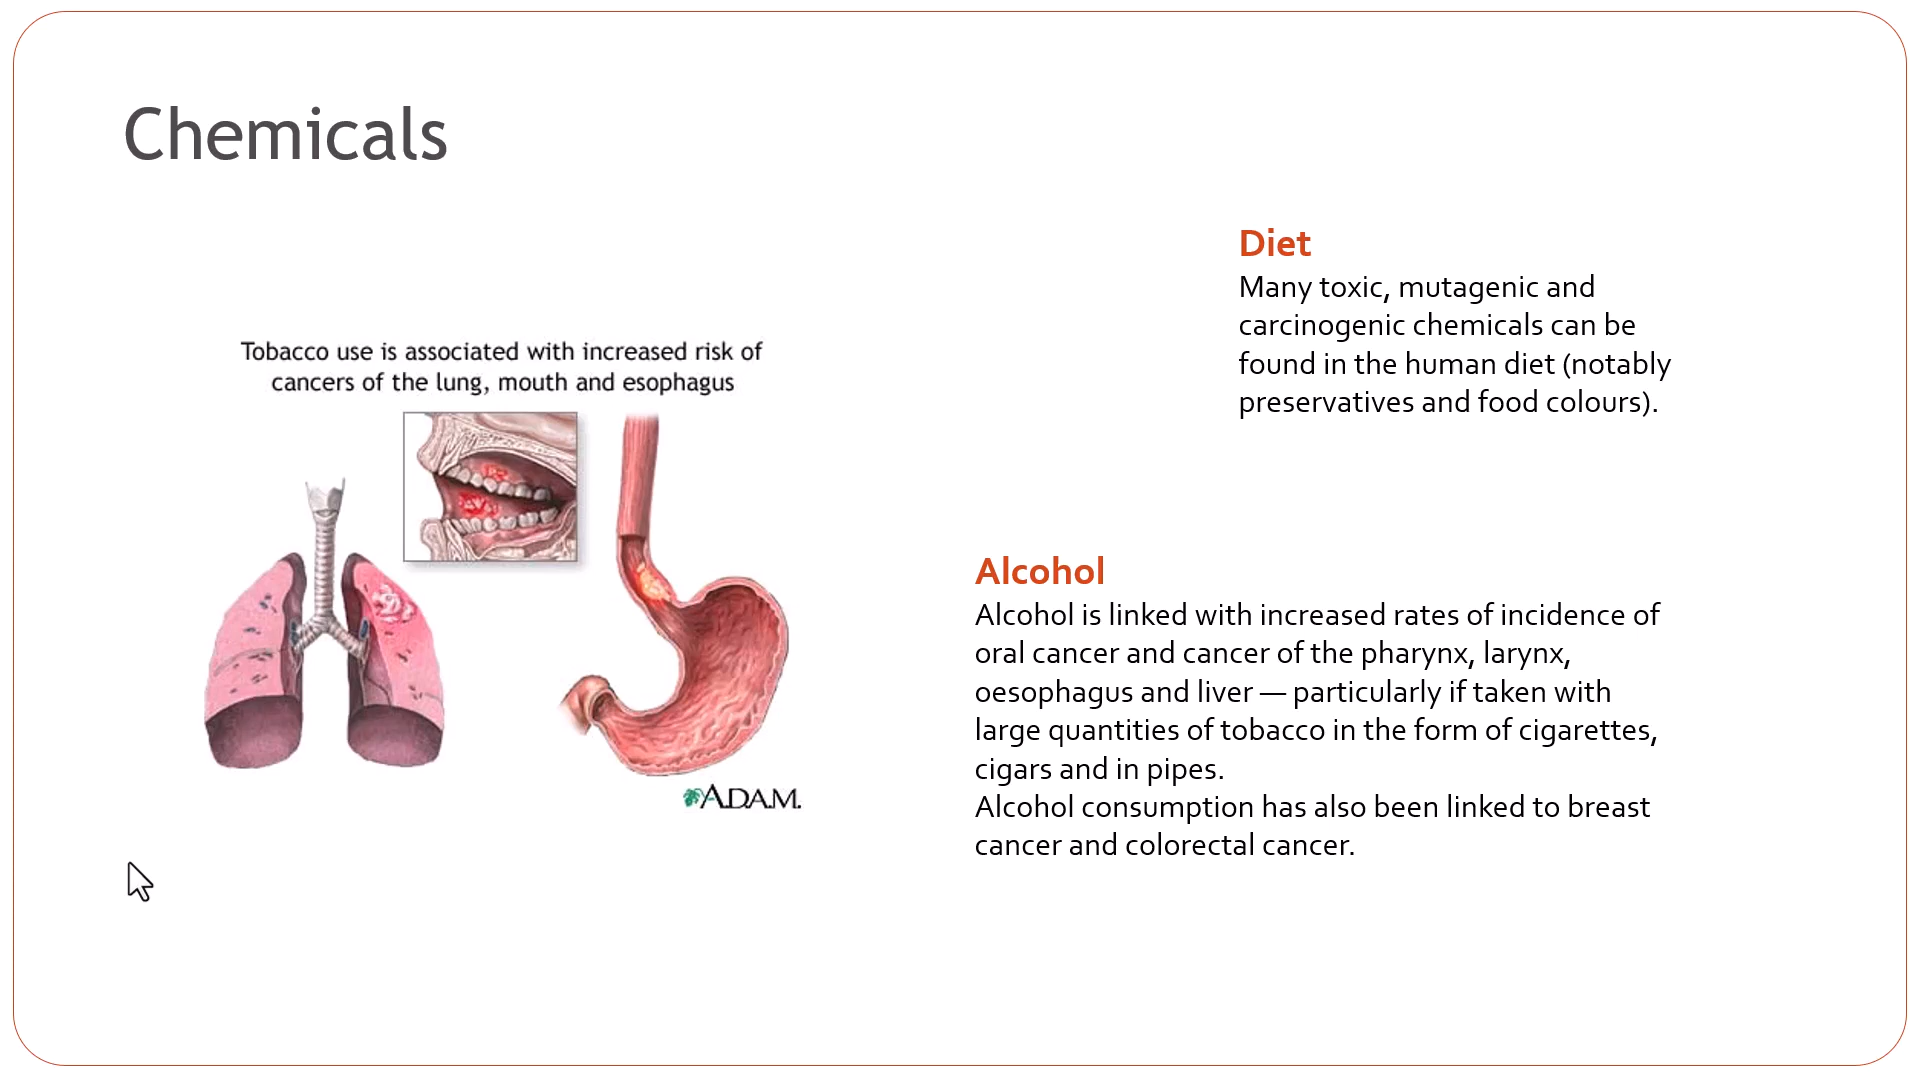 Chemicals
Tobacco use is associated with increased risk of
cancers of the lung, mouth and esophagus
A.D.A.M.
Diet
Many toxic, mutagenic and
carcinogenic chemicals can be
found in the human diet (notably
preservatives and food colours).
Alcohol
Alcohol is linked with increased rates of incidence of
oral cancer and cancer of the pharynx, larynx,
oesophagus and liver — particularly if taken with
large quantities of tobacco in the form of cigarettes,
cigars and in pipes.
Alcohol consumption has also been linked to breast
cancer and colorectal cancer.